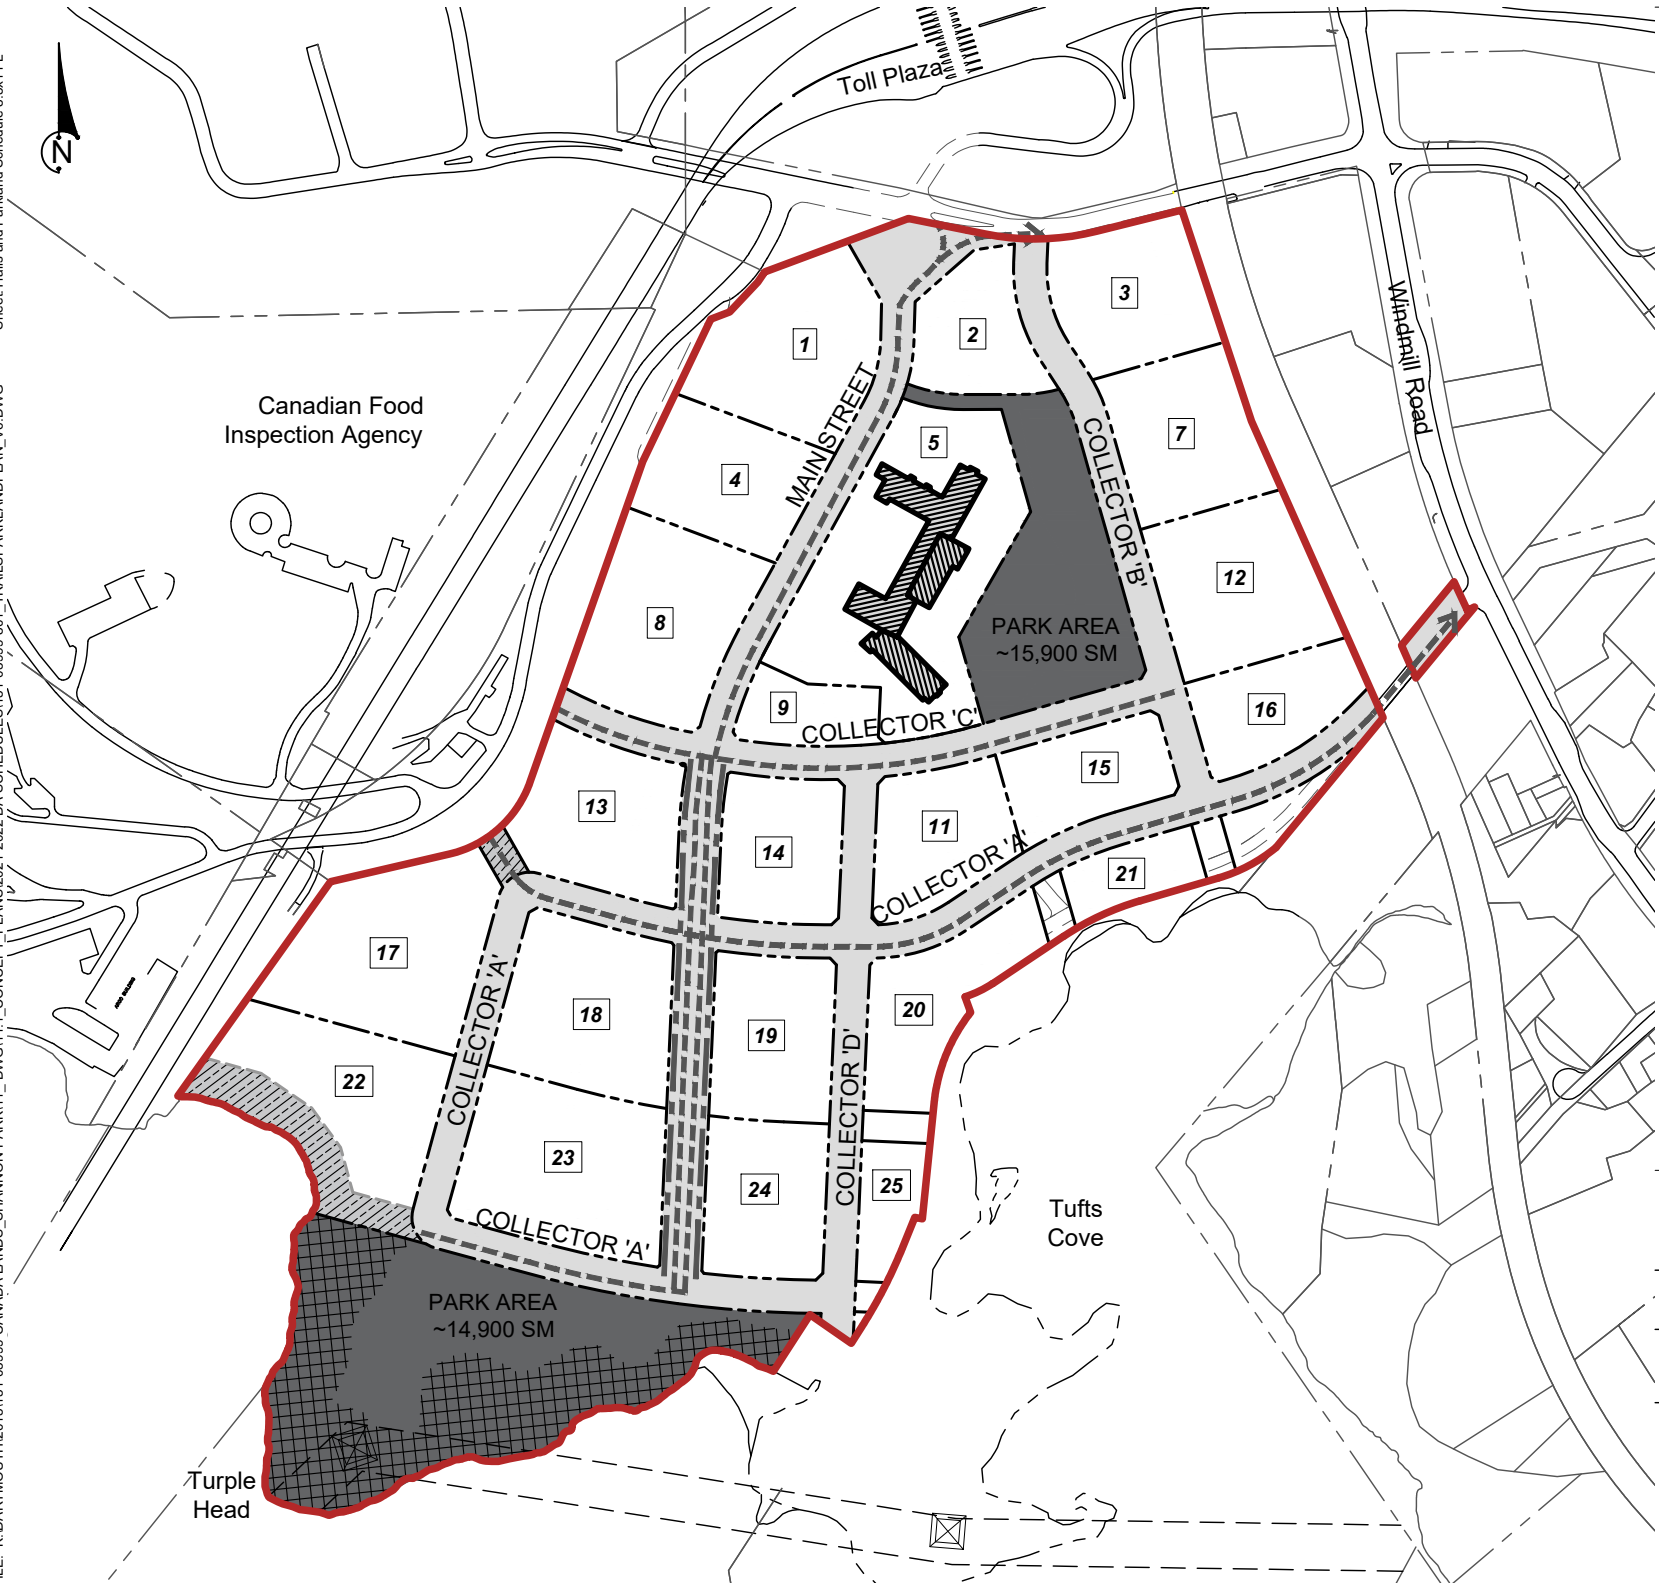 Toll Plaza
N
Windmill Road
Canadian Food
Inspection Agency
MAIN STREET
COLLECTOR 'B'
1
2
3
4
5
7
8
9
12
PARK AREA
~15,900 SM
COLLECTOR 'C'
16
15
13
14
11
COLLECTOR 'A'
21
17
18
19
20
COLLECTOR 'A'
COLLECTOR 'D'
22
23
24
25
COLLECTOR 'A'
Tufts
Cove
PARK AREA
~14,900 SM
Turple
Head